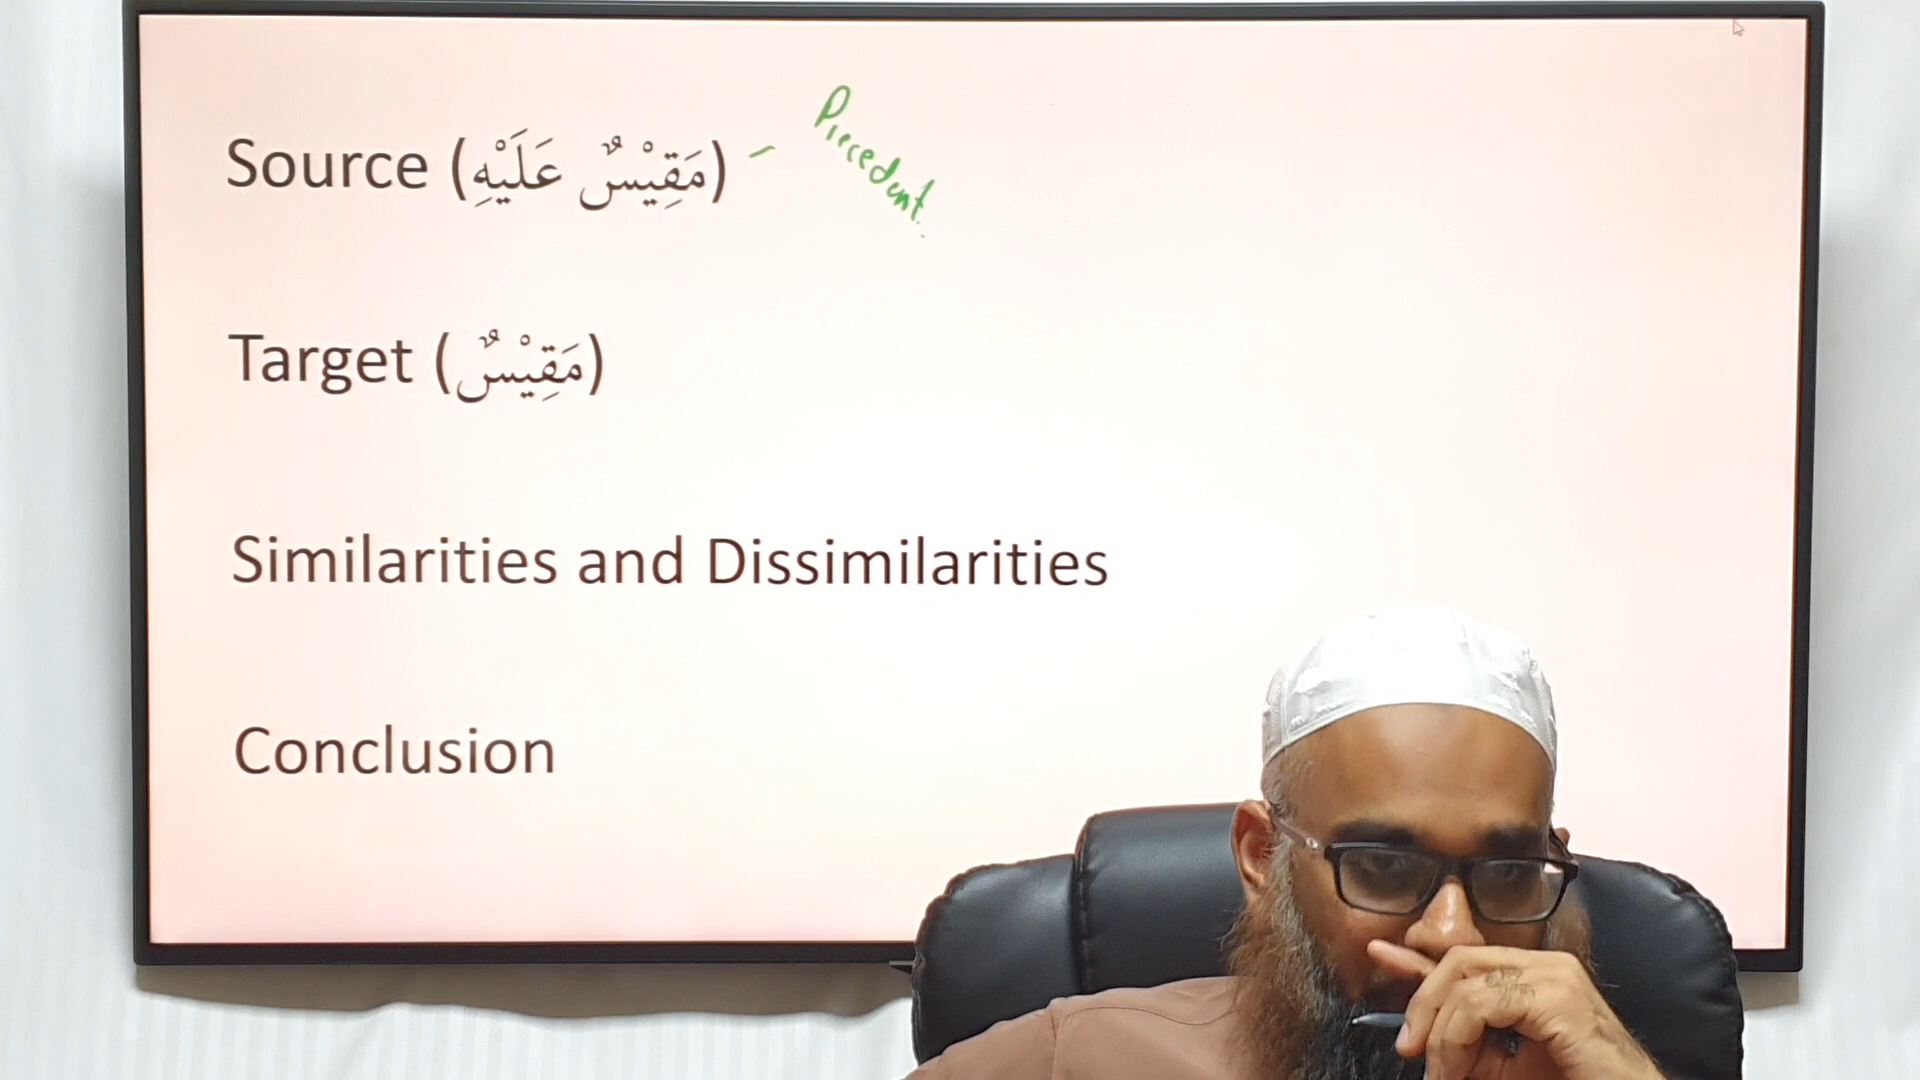 Source (مَقِيْسٌ عَلَيْهِ) - Precedent.
Target (مَقِيْسٌ)
Similarities and Dissimilarities
Conclusion